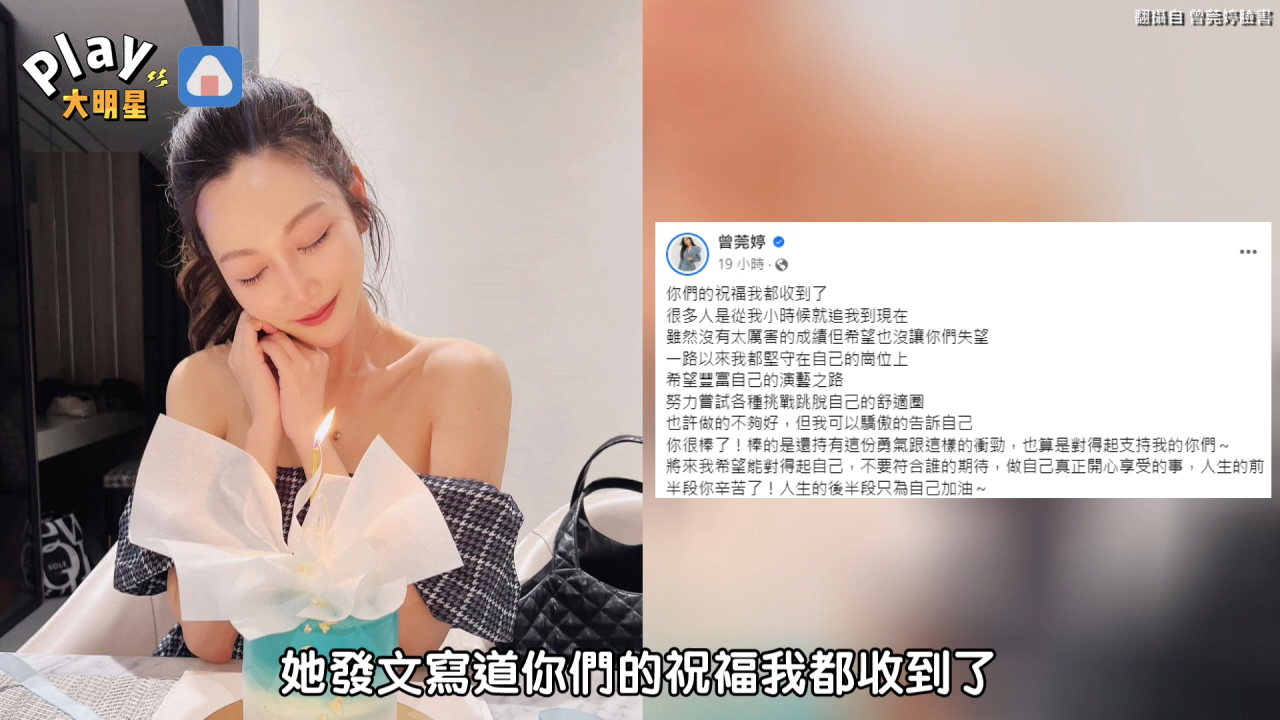 Play
大明星
翻攝自 曾莞婷臉書
曾莞婷
19 小時
你們的祝福我都收到了
很多人是從我小時候就追我到現在
雖然沒有太厲害的成績但希望也沒讓你們失望
一路以來我都堅守在自己的崗位上
希望豐富自己的演藝之路
努力嘗試各種挑戰跳脫自己的舒適圈
也許做的不夠好，但我可以驕傲的告訴自己
你很棒了！棒的是還持有這份勇氣跟這樣的衝勁，也算是對得起支持我的你們～
將來我希望能對得起自己，不要符合誰的期待，做自己真正開心享受的事，人生的前
半段你辛苦了！人生的後半段只為自己加油～
她發文寫道你們的祝福我都收到了